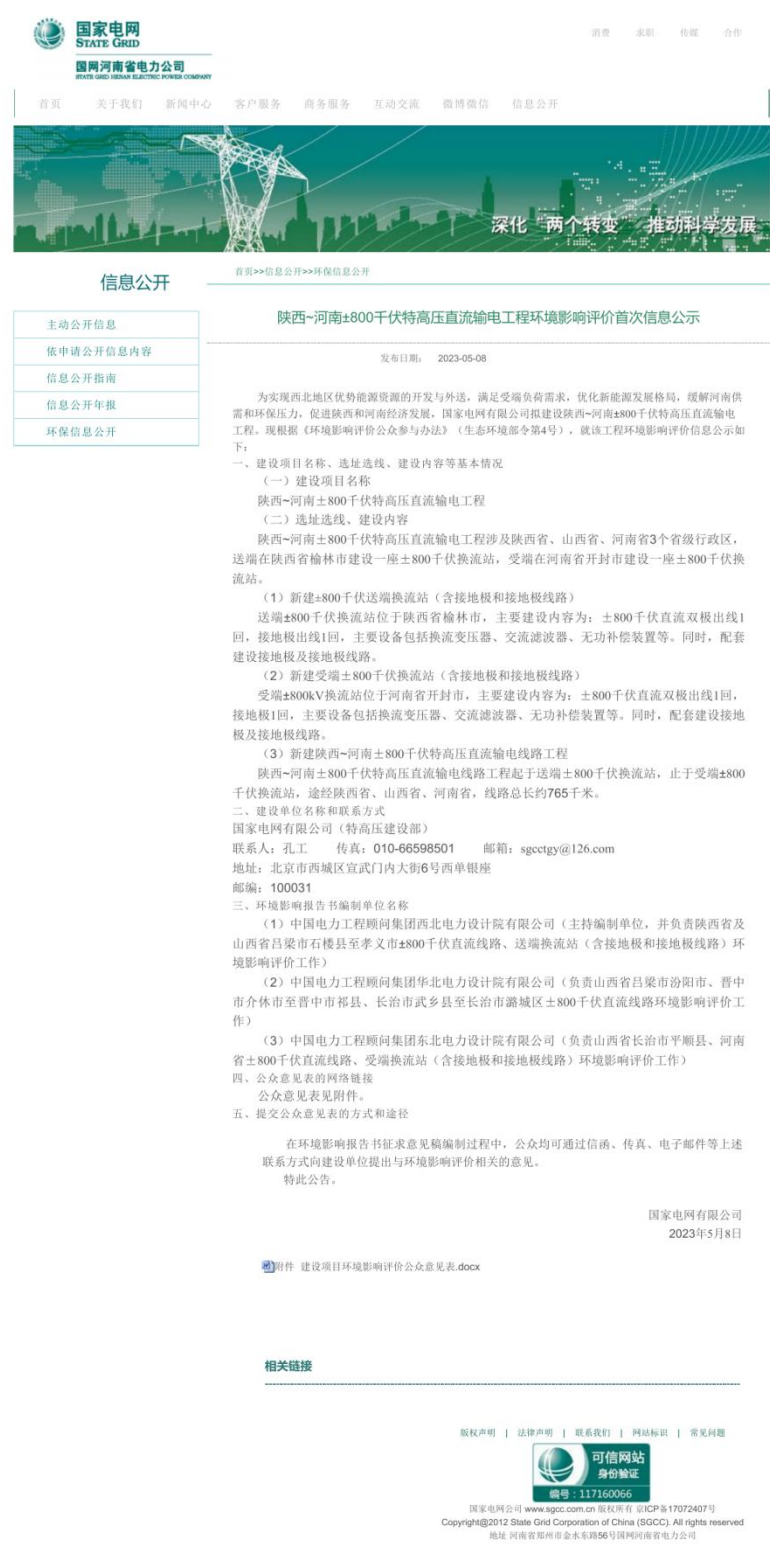 国家电网
STATE GRID
国网河南省电力公司
STATE GRID HENAN ELECTRIC POWER COMPANY
消费 求职 传媒 合作
首页 关于我们 新闻中心 客户服务 商务服务 互动交流 微博微信 信息公开
深化“两个转变” 推动科学发展
信息公开
主动公开信息
依申请公开信息内容
信息公开指南
信息公开年报
环保信息公开
首页>>信息公开>>环保信息公开
陕西~河南±800千伏特高压直流输电工程环境影响评价首次信息公示
发布日期： 2023-05-08
为实现西北地区优势能源资源的开发与外送，满足受端负荷需求，优化新能源发展格局，缓解河南供
需和环保压力，促进陕西和河南经济发展，国家电网有限公司拟建设陕西~河南±800千伏特高压直流输电
工程。现根据《环境影响评价公众参与办法》（生态环境部令第4号），就该工程环境影响评价信息公示如
下：
一、建设项目名称、选址选线、建设内容等基本情况
（一）建设项目名称
陕西~河南±800千伏特高压直流输电工程
（二）选址选线、建设内容
陕西~河南±800千伏特高压直流输电工程涉及陕西省、山西省、河南省3个省级行政区，
送端在陕西省榆林市建设一座±800千伏换流站，受端在河南省开封市建设一座±800千伏换
流站。
（1）新建±800千伏送端换流站（含接地极和接地极线路）
送端±800千伏换流站位于陕西省榆林市，主要建设内容为：±800千伏直流双极出线1
回，接地极出线1回，主要设备包括换流变压器、交流滤波器、无功补偿装置等。同时，配套
建设接地极及接地极线路。
（2）新建受端±800千伏换流站（含接地极和接地极线路）
受端±800kV换流站位于河南省开封市，主要建设内容为：±800千伏直流双极出线1回，
接地极1回，主要设备包括换流变压器、交流滤波器、无功补偿装置等。同时，配套建设接地
极及接地极线路。
（3）新建陕西~河南±800千伏特高压直流输电线路工程
陕西~河南±800千伏特高压直流输电线路工程起于送端±800千伏换流站，止于受端±800
千伏换流站，途经陕西省、山西省、河南省，线路总长约765千米。
二、建设单位名称和联系方式
国家电网有限公司（特高压建设部）
联系人：孔工 传真：010-66598501 邮箱：sgcctgy@126.com
地址：北京市西城区宣武门内大街6号西单银座
邮编：100031
三、环境影响报告书编制单位名称
（1）中国电力工程顾问集团西北电力设计院有限公司（主持编制单位，并负责陕西省及
山西省吕梁市石楼县至孝义市±800千伏直流线路、送端换流站（含接地极和接地极线路）环
境影响评价工作）
（2）中国电力工程顾问集团华北电力设计院有限公司（负责山西省吕梁市汾阳市、晋中
市介休市至晋中市祁县、长治市武乡县至长治市潞城区±800千伏直流线路环境影响评价工
作）
（3）中国电力工程顾问集团东北电力设计院有限公司（负责山西省长治市平顺县、河南
省±800千伏直流线路、受端换流站（含接地极和接地极线路）环境影响评价工作）
四、公众意见表的网络链接
公众意见表见附件。
五、提交公众意见表的方式和途径
在环境影响报告书征求意见稿编制过程中，公众均可通过信函、传真、电子邮件等上述
联系方式向建设单位提出与环境影响评价相关的意见。
特此公告。
国家电网有限公司
2023年5月8日
附件 建设项目环境影响评价公众意见表.docx
相关链接
版权声明 | 法律声明 | 联系我们 | 网站标识 | 常见问题
可信网站
身份验证
编号：117160066
国家电网公司 www.sgcc.com.cn 版权所有 京ICP备17072407号
Copyright@2012 State Grid Corporation of China (SGCC). All rights reserved
地址 河南省郑州市金水东路56号国网河南省电力公司